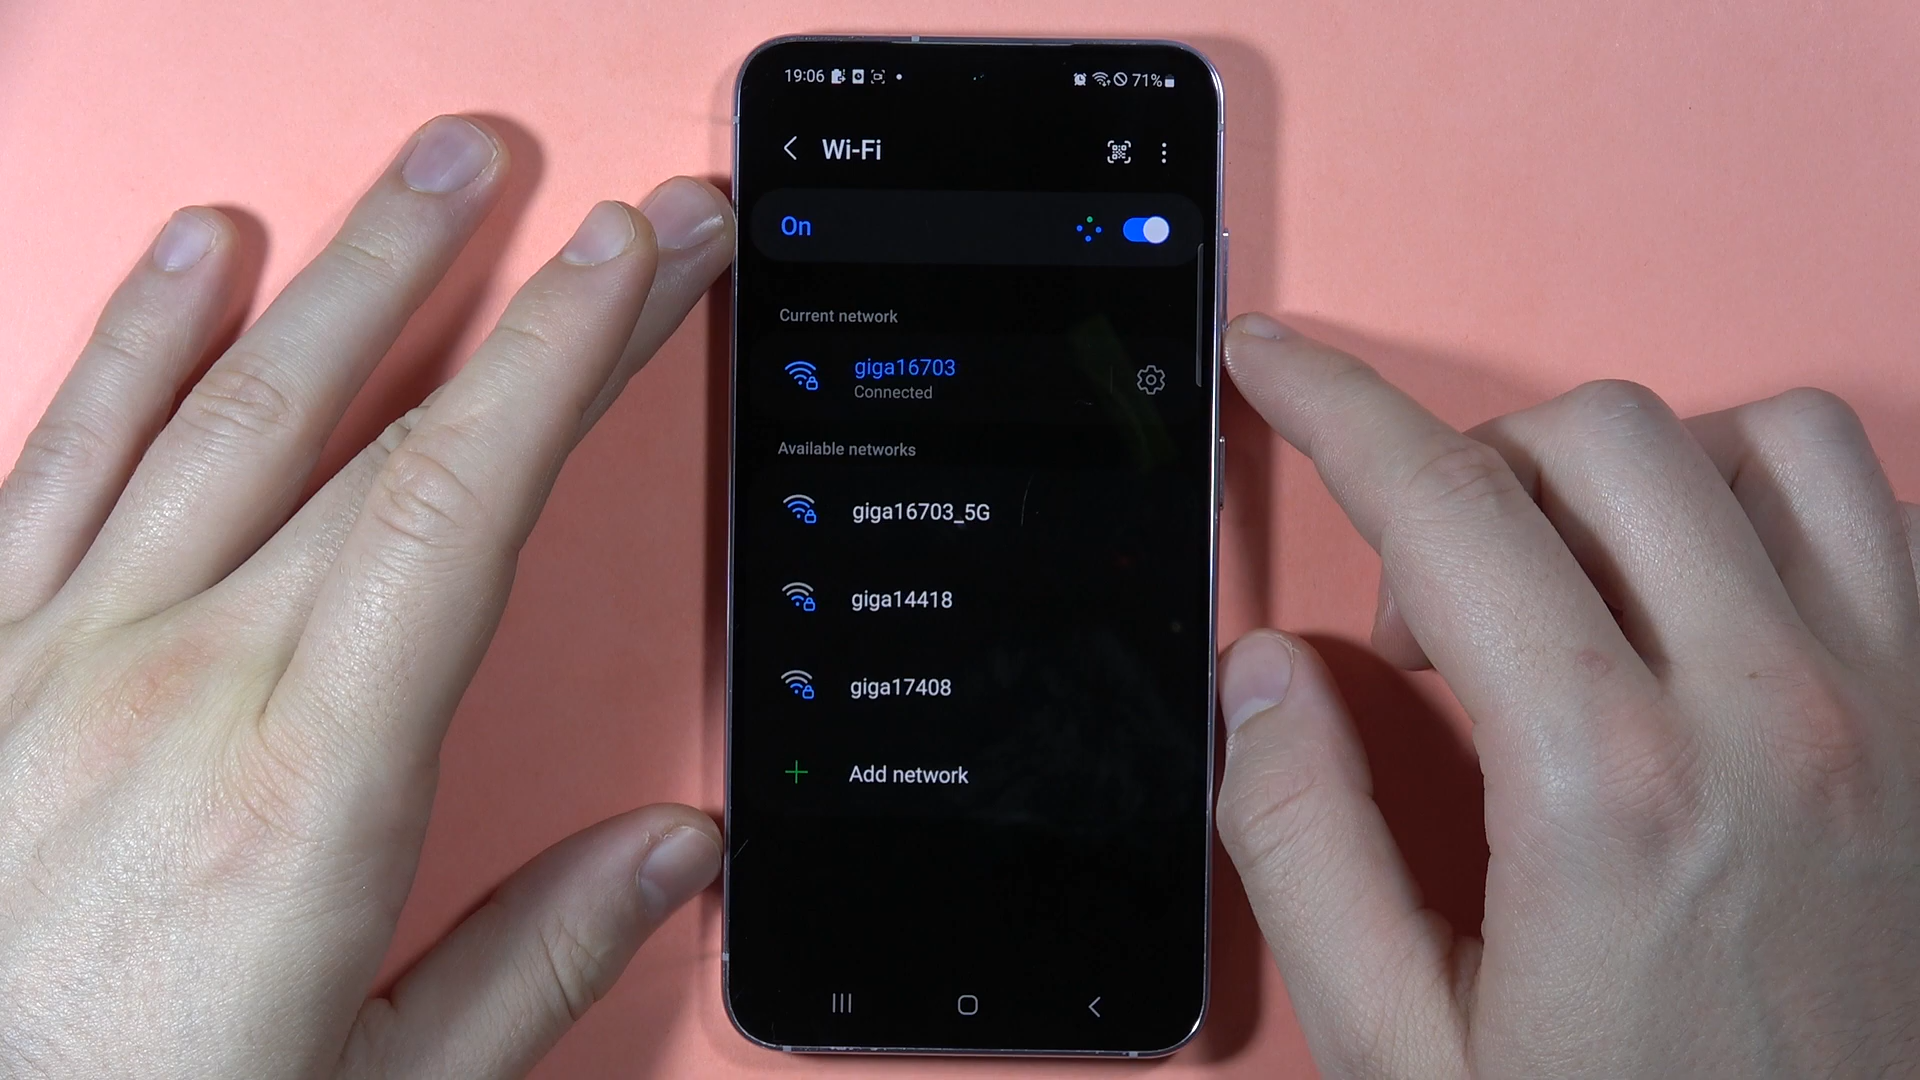 19:06
71%
Wi-Fi
On
Current network
giga16703
Connected
Available networks
giga16703_5G
giga14418
giga17408
Add network